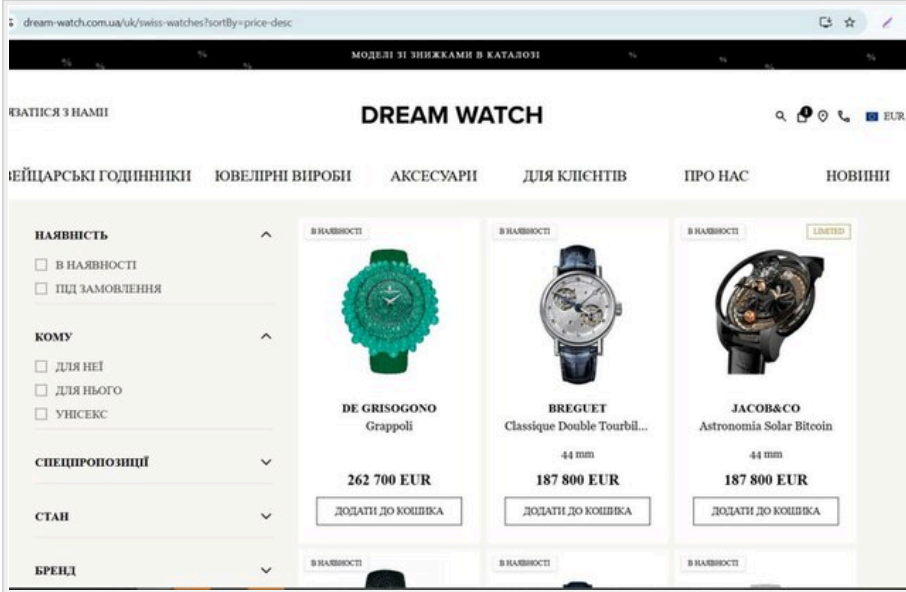 dream-watch.com.ua/uk/swiss-watches?sortBy=price-desc
МОДЕЛІ ЗІ ЗНИЖКАМИ В КАТАЛОЗІ
ЯЗАТИСЯ З НАМИ
DREAM WATCH
1
EUR
ВЕЙЦАРСЬКІ ГОДИННИКИ ЮВЕЛІРНІ ВИРОБИ АКСЕСУАРИ ДЛЯ КЛІЄНТІВ ПРО НАС НОВИНИ
НАЯВНІСТЬ
В НАЯВНОСТІ
ПІД ЗАМОВЛЕННЯ
КОМУ
ДЛЯ НЕЇ
ДЛЯ НЬОГО
УНІСЕКС
СПЕЦПРОПОЗИЦІЇ
СТАН
БРЕНД
В НАЯВНОСТІ
DE GRISOGONO
Grappoli
262 700 EUR
ДОДАТИ ДО КОШИКА
В НАЯВНОСТІ
BREGUET
Classique Double Tourbil...
44 mm
187 800 EUR
ДОДАТИ ДО КОШИКА
В НАЯВНОСТІ
LIMITED
JACOB&CO
Astronomia Solar Bitcoin
44 mm
187 800 EUR
ДОДАТИ ДО КОШИКА
В НАЯВНОСТІ
В НАЯВНОСТІ
В НАЯВНОСТІ